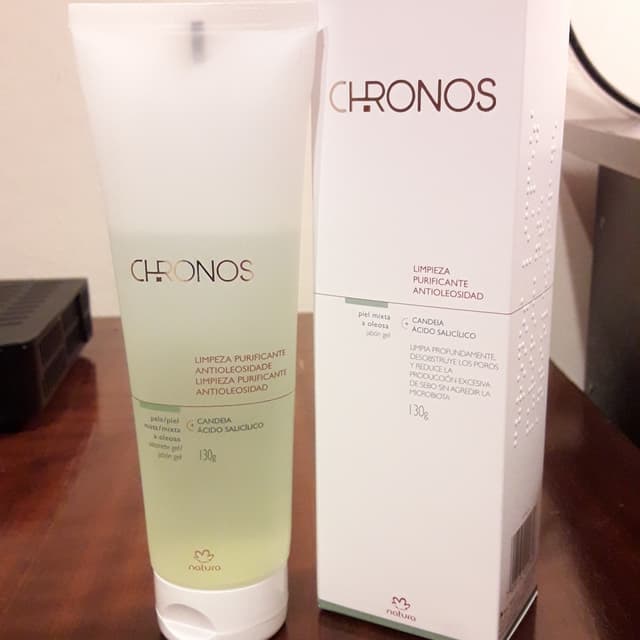 CHRONOS
LIMPEZA PURIFICANTE
ANTIOLEOSIDADE
LIMPIEZA PURIFICANTE
ANTIOLEOSIDAD
pele/piel
mista/mixta
a oleosa
sabonete gel/
jabón gel
CANDEIA
ÁCIDO SALICÍLICO
130g
natura
CHRONOS
LIMPIEZA
PURIFICANTE
ANTIOLEOSIDAD
piel mixta
a oleosa
jabón gel
CANDEIA
ÁCIDO SALICÍLICO
LIMPIA PROFUNDAMENTE,
DESOBSTRUYE LOS POROS
Y REDUCE LA
PRODUCCIÓN EXCESIVA
DE SEBO SIN AGREDIR LA
MICROBIOTA
130g
natura